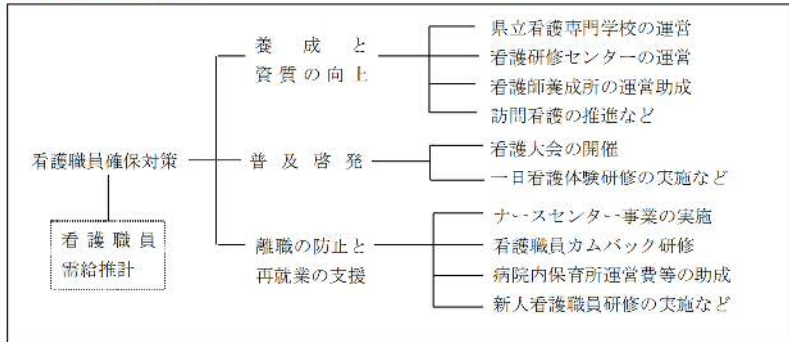 県立看護専門学校の運営
養成と
資質の向上
看護研修センターの運営
看護師養成所の運営助成
訪問看護の推進など
看護職員確保対策
普及啓発
看護大会の開催
一日看護体験研修の実施など
看護職員
需給推計
離職の防止と
再就業の支援
ナースセンター事業の実施
看護職員カムバック研修
病院内保育所運営費等の助成
新人看護職員研修の実施など